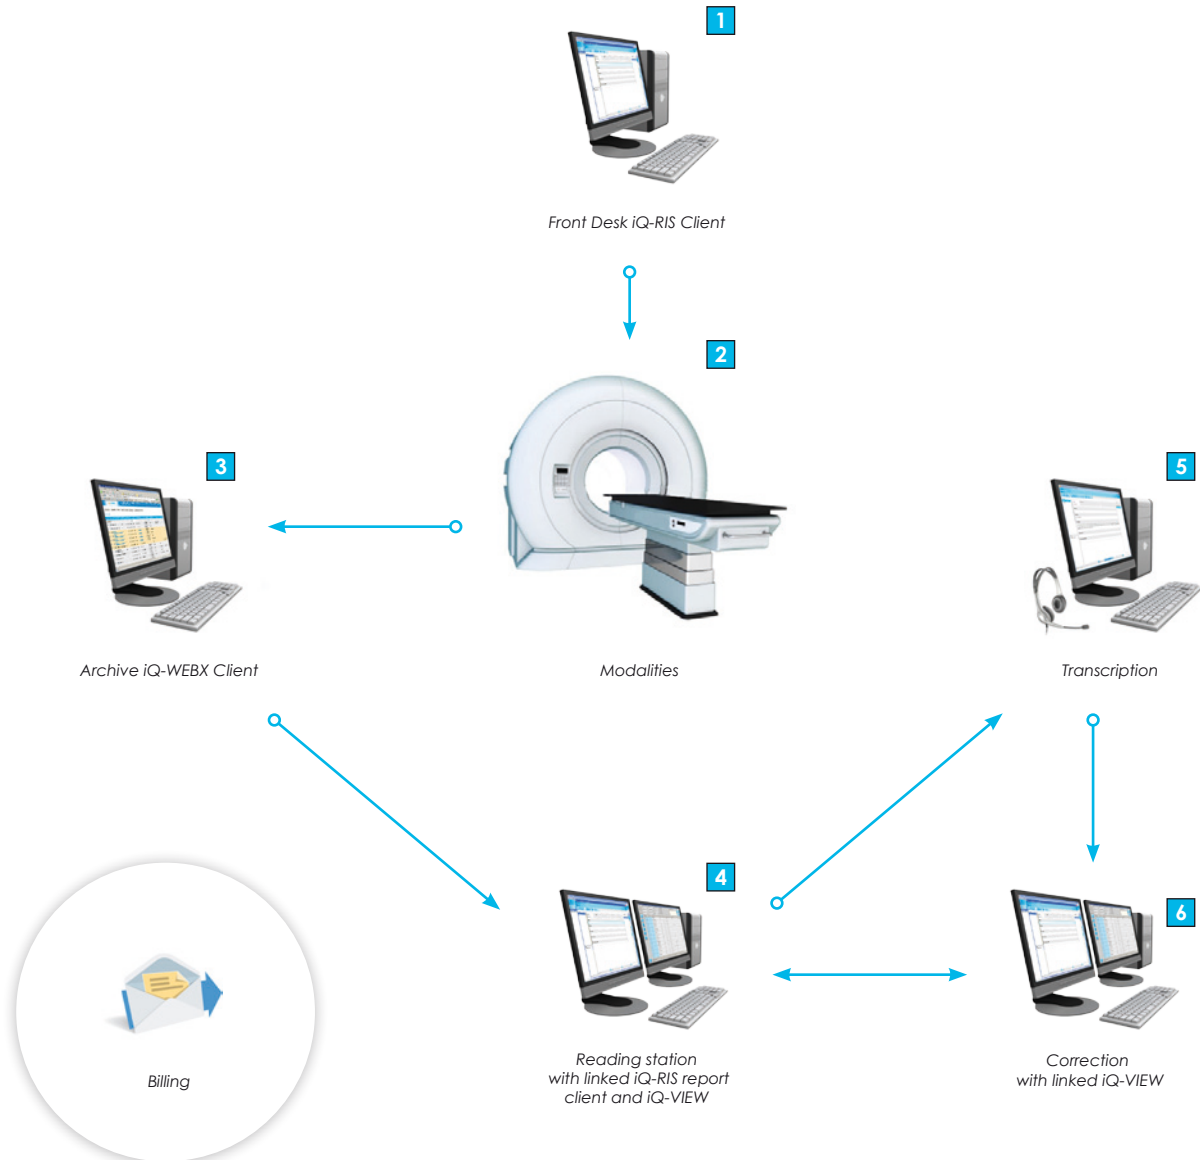 1
Front Desk iQ-RIS Client
2
3
5
Archive iQ-WEBX Client
Modalities
Transcription
4
6
Reading station
with linked iQ-RIS report
client and iQ-VIEW
Correction
with linked iQ-VIEW
Billing